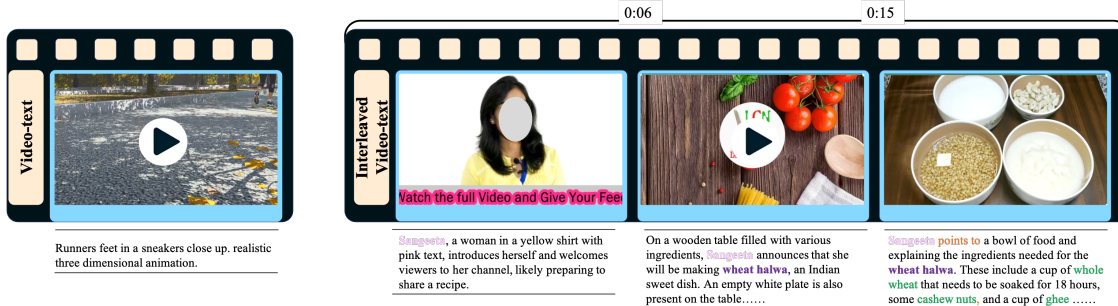 0:06
0:15
Video-text
Interleaved
Video-text
Watch the full Video and Give Your Fee
Runners feet in a sneakers close up. realistic
three dimensional animation.
Sangeeta, a woman in a yellow shirt with
pink text, introduces herself and welcomes
viewers to her channel, likely preparing to
share a recipe.
On a wooden table filled with various
ingredients, Sangeeta announces that she
will be making wheat halwa, an Indian
sweet dish. An empty white plate is also
present on the table……
Sangeeta points to a bowl of food and
explaining the ingredients needed for the
wheat halwa. These include a cup of whole
wheat that needs to be soaked for 18 hours,
some cashew nuts, and a cup of ghee ……